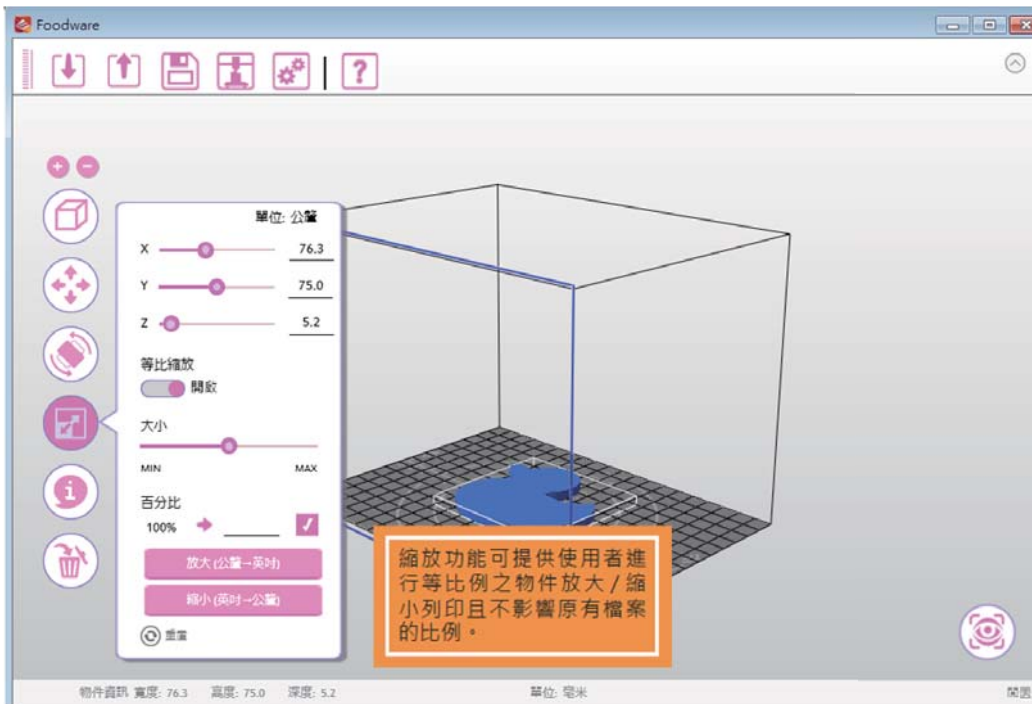 Foodware
?
單位: 公釐
X 76.3
Y 75.0
Z 5.2
等比縮放
開啟
大小
MIN MAX
百分比
100%
放大 (公釐→英吋)
縮小 (英吋→公釐)
重置
i
縮放功能可提供使用者進
行等比例之物件放大/縮
小列印且不影響原有檔案
的比例。
物件資訊 寬度: 76.3 高度: 75.0 深度: 5.2 單位: 毫米